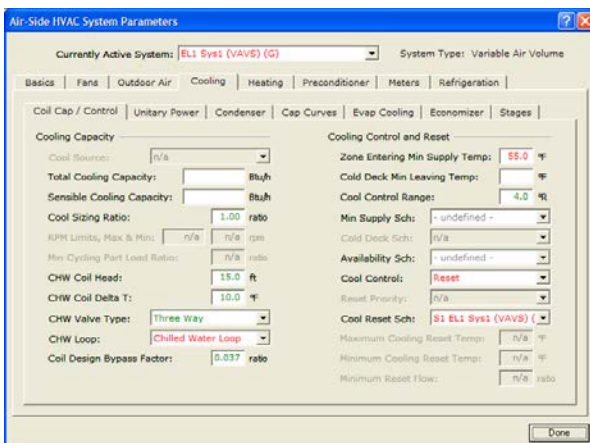 Air-Side HVAC System Parameters
Currently Active System: EL1 Sys1 (VAVS) (G) System Type: Variable Air Volume
Basics Fans Outdoor Air Cooling Heating Preconditioner Meters Refrigeration
Coil Cap / Control Unitary Power Condenser Cap Curves Evap Cooling Economizer Stages
Cooling Capacity
Cool Source: n/a
Total Cooling Capacity: Btu/h
Sensible Cooling Capacity: Btu/h
Cool Sizing Ratio: 1.00 ratio
RPM Limits, Max & Min: n/a n/a rpm
Min Cycling Part Load Ratio: n/a ratio
CHW Coil Head: 15.0 ft
CHW Coil Delta T: 10.0 °F
CHW Valve Type: Three Way
CHW Loop: Chilled Water Loop
Coil Design Bypass Factor: 0.037 ratio
Cooling Control and Reset
Zone Entering Min Supply Temp: 55.0 °F
Cold Deck Min Leaving Temp: °F
Cool Control Range: 4.0 °R
Min Supply Sch: - undefined -
Cold Deck Sch: n/a
Availability Sch: - undefined -
Cool Control: Reset
Reset Priority: n/a
Cool Reset Sch: S1 EL1 Sys1 (VAVS) (
Maximum Cooling Reset Temp: n/a °F
Minimum Cooling Reset Temp: n/a °F
Minimum Reset Flow: n/a ratio
Done